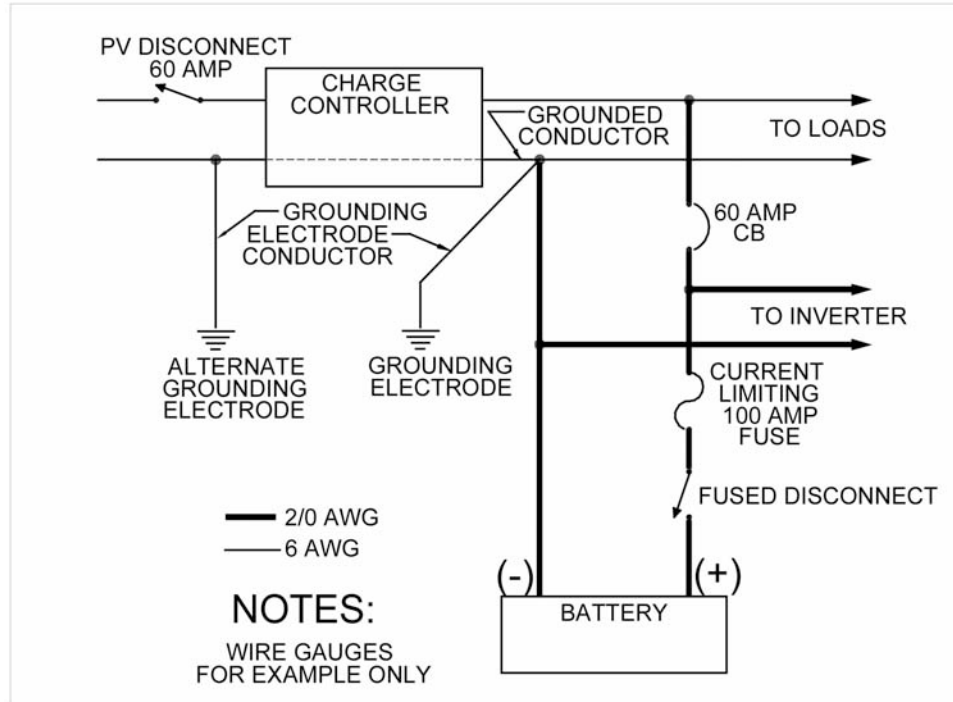 PV DISCONNECT
60 AMP
CHARGE
CONTROLLER
GROUNDED
CONDUCTOR
TO LOADS
GROUNDING
ELECTRODE
CONDUCTOR
60 AMP
CB
TO INVERTER
ALTERNATE
GROUNDING
ELECTRODE
GROUNDING
ELECTRODE
CURRENT
LIMITING
100 AMP
FUSE
FUSED DISCONNECT
2/0 AWG
6 AWG
(-)
(+)
BATTERY
NOTES:
WIRE GAUGES
FOR EXAMPLE ONLY